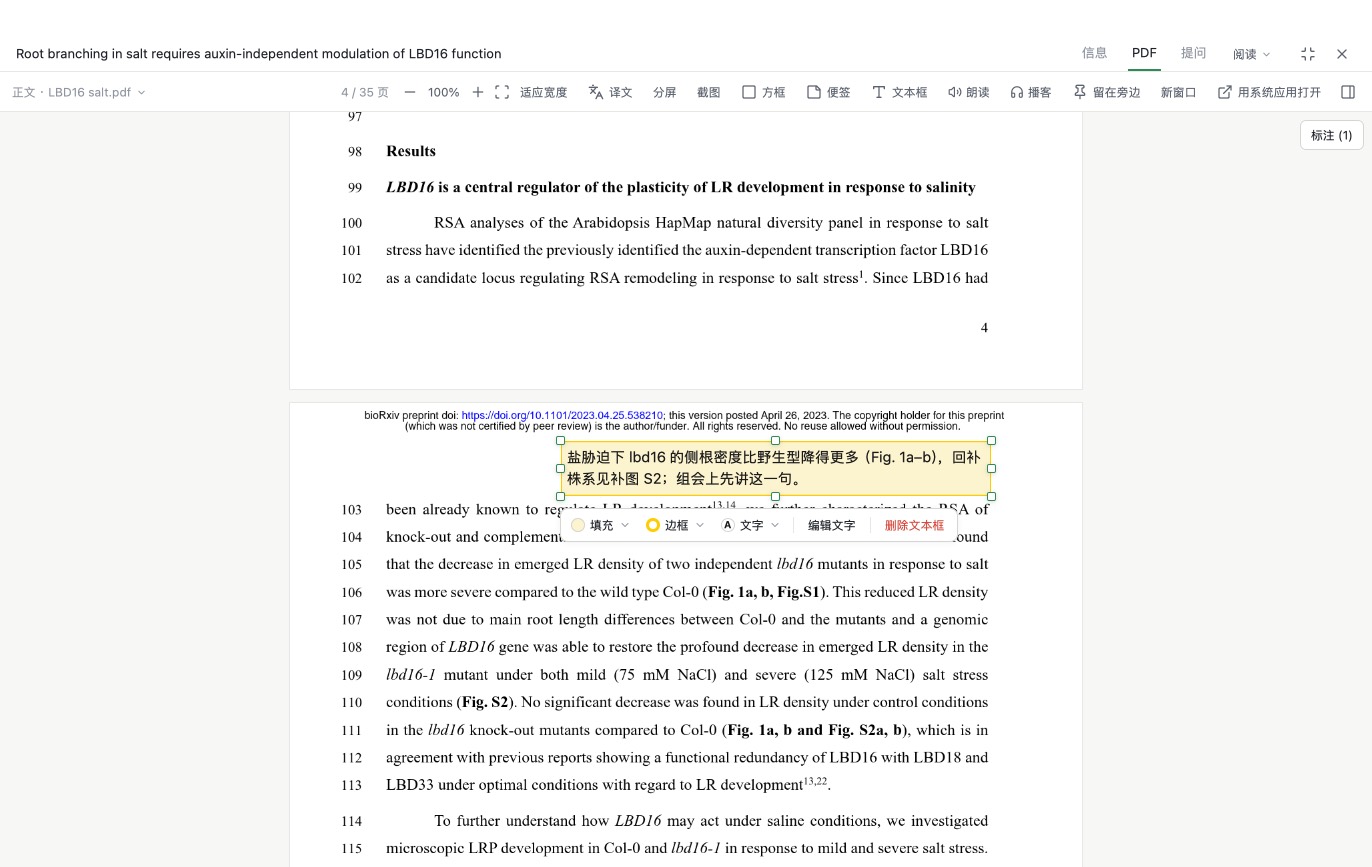 Root branching in salt requires auxin-independent modulation of LBD16 function
信息 PDF 提问 阅读
正文 · LBD16 salt.pdf 4 / 35 页 100% 适应宽度 译文 分屏 截图 方框 便签 文本框 朗读 播客 留在旁边 新窗口 用系统应用打开
标注 (1)
97
98 Results
99 LBD16 is a central regulator of the plasticity of LR development in response to salinity
100 RSA analyses of the Arabidopsis HapMap natural diversity panel in response to salt
101 stress have identified the previously identified the auxin-dependent transcription factor LBD16
102 as a candidate locus regulating RSA remodeling in response to salt stress1. Since LBD16 had
4
bioRxiv preprint doi: https://doi.org/10.1101/2023.04.25.538210; this version posted April 26, 2023. The copyright holder for this preprint
(which was not certified by peer review) is the author/funder. All rights reserved. No reuse allowed without permission.
盐胁迫下 lbd16 的侧根密度比野生型降得更多（Fig. 1a–b），回补
株系见补图 S2；组会上先讲这一句。
103 been already known to regulate LR development13,14, we further characterized the RSA of
填充 边框 A 文字 编辑文字 删除文本框
104 knock-out and complement ound
105 that the decrease in emerged LR density of two independent lbd16 mutants in response to salt
106 was more severe compared to the wild type Col-0 (Fig. 1a, b, Fig.S1). This reduced LR density
107 was not due to main root length differences between Col-0 and the mutants and a genomic
108 region of LBD16 gene was able to restore the profound decrease in emerged LR density in the
109 lbd16-1 mutant under both mild (75 mM NaCl) and severe (125 mM NaCl) salt stress
110 conditions (Fig. S2). No significant decrease was found in LR density under control conditions
111 in the lbd16 knock-out mutants compared to Col-0 (Fig. 1a, b and Fig. S2a, b), which is in
112 agreement with previous reports showing a functional redundancy of LBD16 with LBD18 and
113 LBD33 under optimal conditions with regard to LR development13,22.
114 To further understand how LBD16 may act under saline conditions, we investigated
115 microscopic LRP development in Col-0 and lbd16-1 in response to mild and severe salt stress.